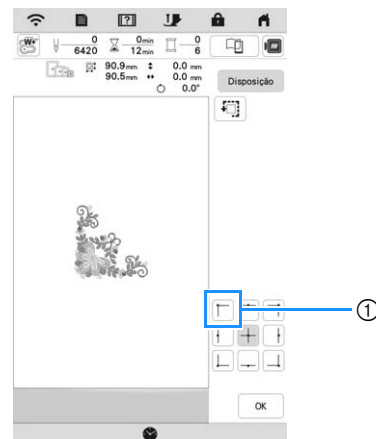 W+ 0 0min 0
6420 12min 6
90.9mm 0.0 mm
90.5mm 0.0 mm
0.0°
Disposição
①
OK